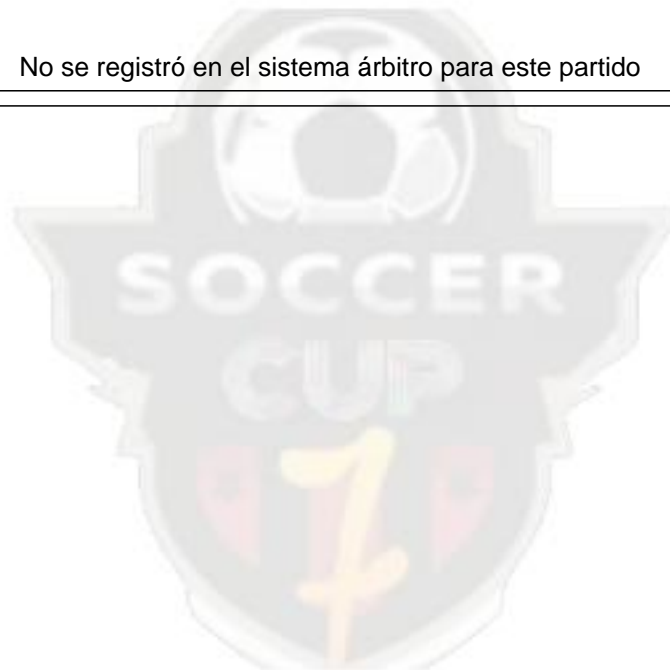 No se registró en el sistema árbitro para este partido
SOCCER
CUP
7